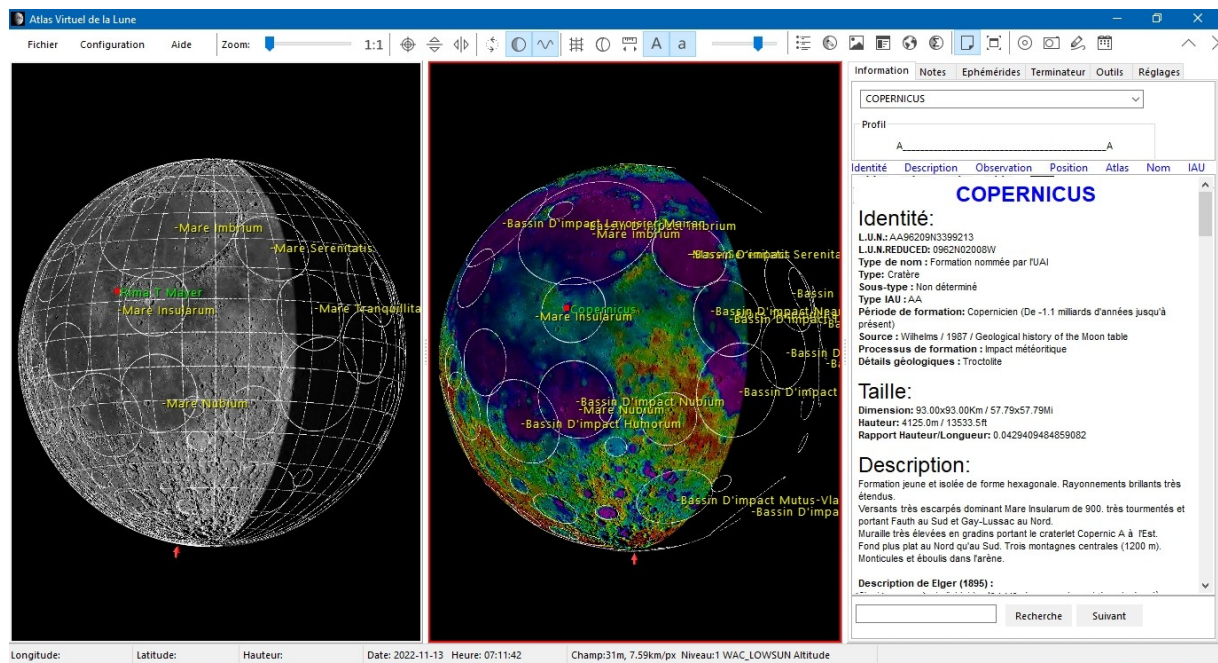 Atlas Virtuel de la Lune
Fichier Configuration Aide Zoom: 1:1 A a
-Mare Imbrium
-Mare Serenitatis
Rima T Mayer
-Mare Insularum
-Mare Tranquillita
-Mare Nubium
-Mare Imbrium
Copernicus
-Mare Insularum
-Bassin
-Bassin D'impact Nubium
-Mare Nubium
-Bassin D'impact Humorum
-Bassin D'impact
-Bassin D'impact Mutus-Vla
-Bassin D'impa
Information Notes Ephémérides Terminateur Outils Réglages
COPERNICUS
Profil
A A
Identité Description Observation Position Atlas Nom IAU
COPERNICUS
Identité:
L.U.N.: AA96209N3399213
L.U.N.REDUCED: 0962N02008W
Type de nom : Formation nommée par l'UAI
Type: Cratère
Sous-type : Non déterminé
Type IAU : AA
Période de formation: Copernicien (De -1.1 milliards d'années jusqu'à
présent)
Source : Wilhelms / 1987 / Geological history of the Moon table
Processus de formation : Impact météoritique
Détails géologiques : Troctolite
Taille:
Dimension: 93.00x93.00Km / 57.79x57.79Mi
Hauteur: 4125.0m / 13533.5ft
Rapport Hauteur/Longueur: 0.0429409484859082
Description:
Formation jeune et isolée de forme hexagonale. Rayonnements brillants très
étendus.
Versants très escarpés dominant Mare Insularum de 900. très tourmentés et
portant Fauth au Sud et Gay-Lussac au Nord.
Muraille très élevées en gradins portant le craterlet Copernic A à l'Est.
Fond plus plat au Nord qu'au Sud. Trois montagnes centrales (1200 m).
Monticules et éboulis dans l'arène.
Description de Elger (1895) :
Recherche Suivant
Longitude: Latitude: Hauteur: Date: 2022-11-13 Heure: 07:11:42 Champ:31m, 7.59km/px Niveau:1 WAC_LOWSUN Altitude